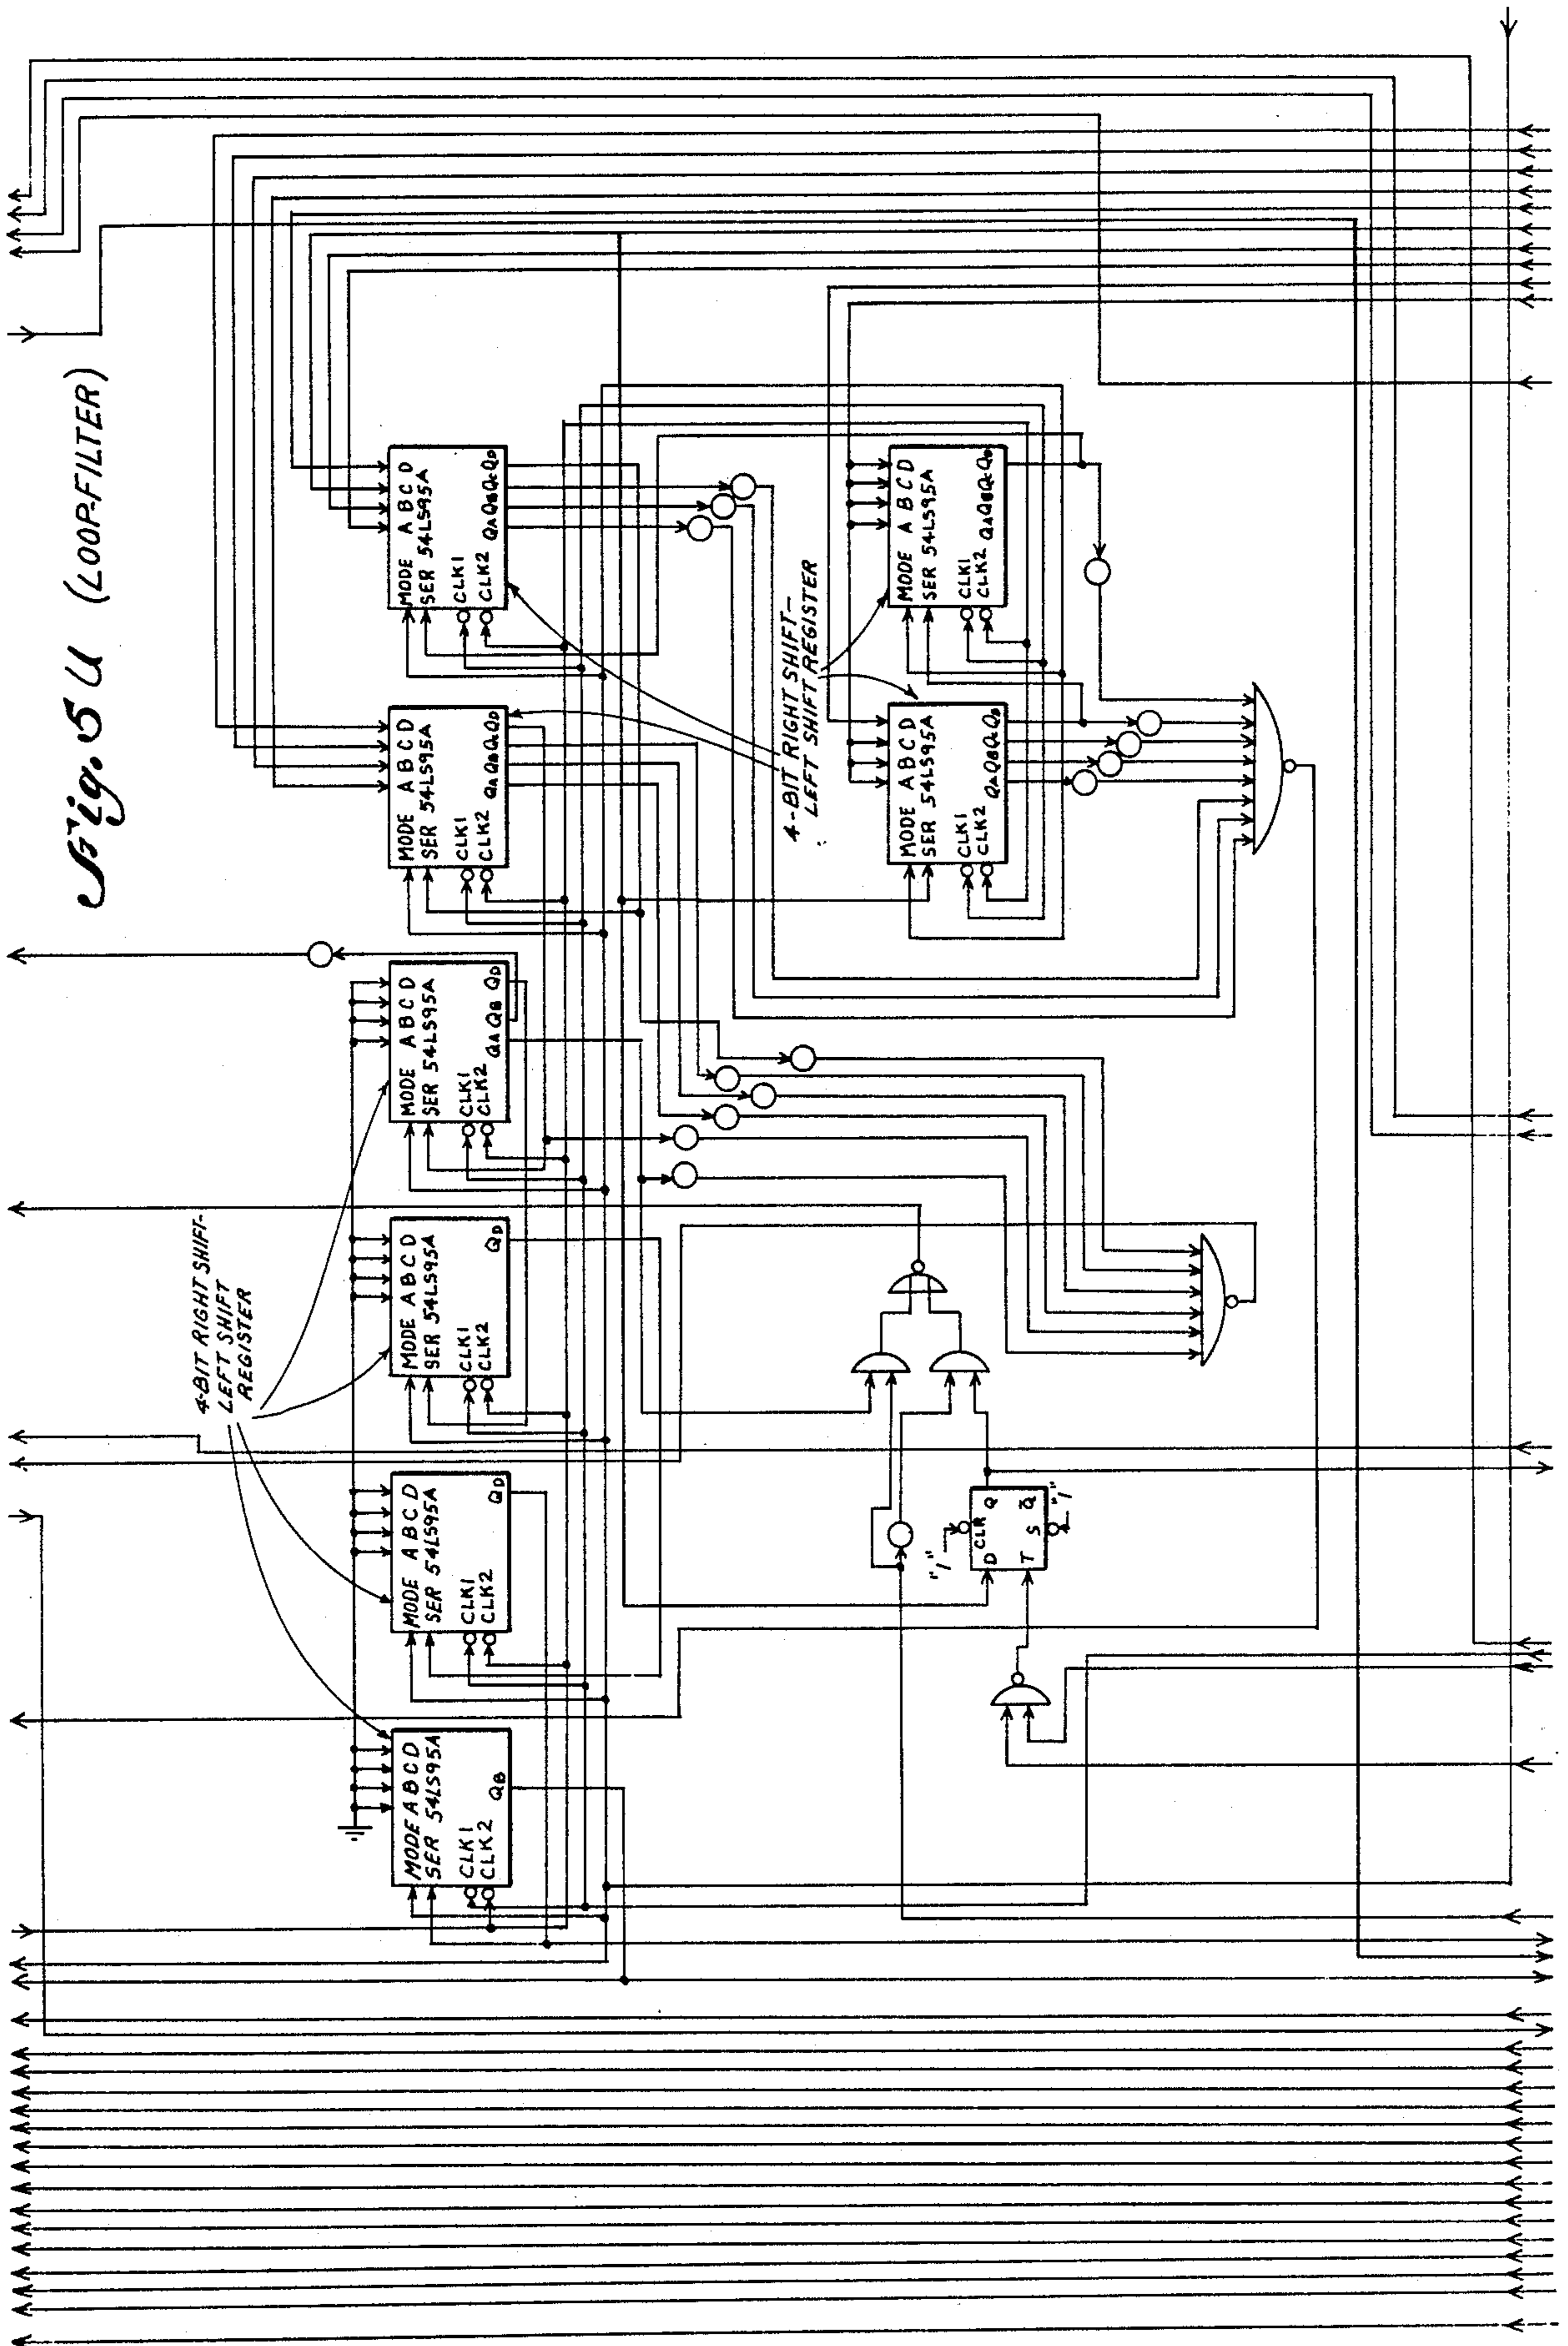 Fig. 5U (LOOP-FILTER)
MODE A B C D
SER 54LS95A
CLK1
CLK2
QA QB QC QD
MODE A B C D
SER 54LS95A
CLK1
CLK2
QA QB QC QD
MODE A B C D
SER 54LS95A
CLK1
CLK2
QA QB QD
MODE A B C D
SER 54LS95A
CLK1
CLK2
QD
MODE A B C D
SER 54LS95A
CLK1
CLK2
QD
MODE A B C D
SER 54LS95A
CLK1
CLK2
QB
4-BIT RIGHT SHIFT-
LEFT SHIFT
REGISTER
4-BIT RIGHT SHIFT-
LEFT SHIFT REGISTER
MODE A B C D
SER 54LS95A
CLK1
CLK2
QA QB QC QD
MODE A B C D
SER 54LS95A
CLK1
CLK2
QA QB QC QD
"1"
D CLR Q
T S Q̅
"1"